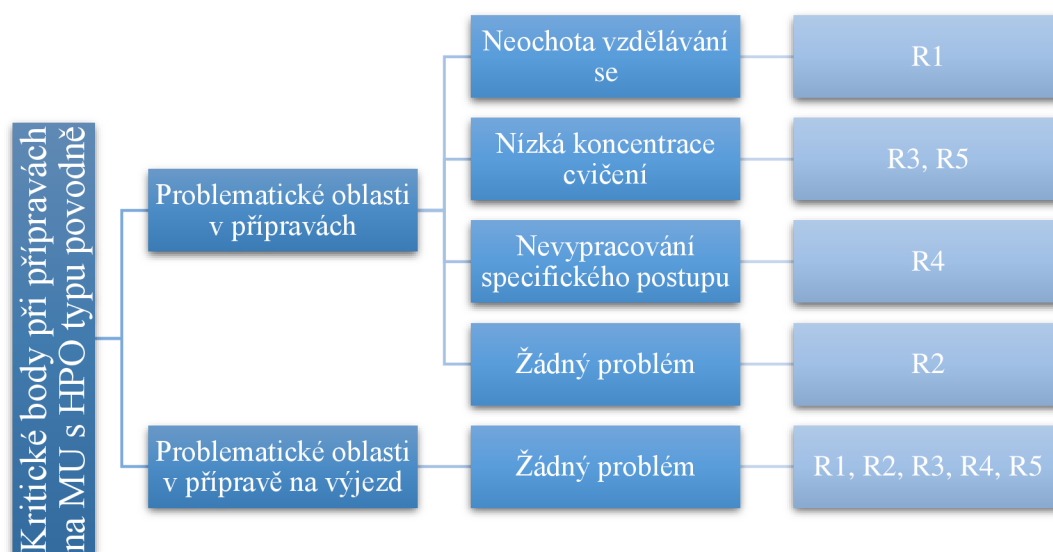 Kritické body při přípravách
na MU s HPO typu povodně
Problematické oblasti
v přípravách
Neochota vzdělávání
se
R1
Nízká koncentrace
cvičení
R3, R5
Nevypracování
specifického postupu
R4
Žádný problém
R2
Problematické oblasti
v přípravě na výjezd
Žádný problém
R1, R2, R3, R4, R5